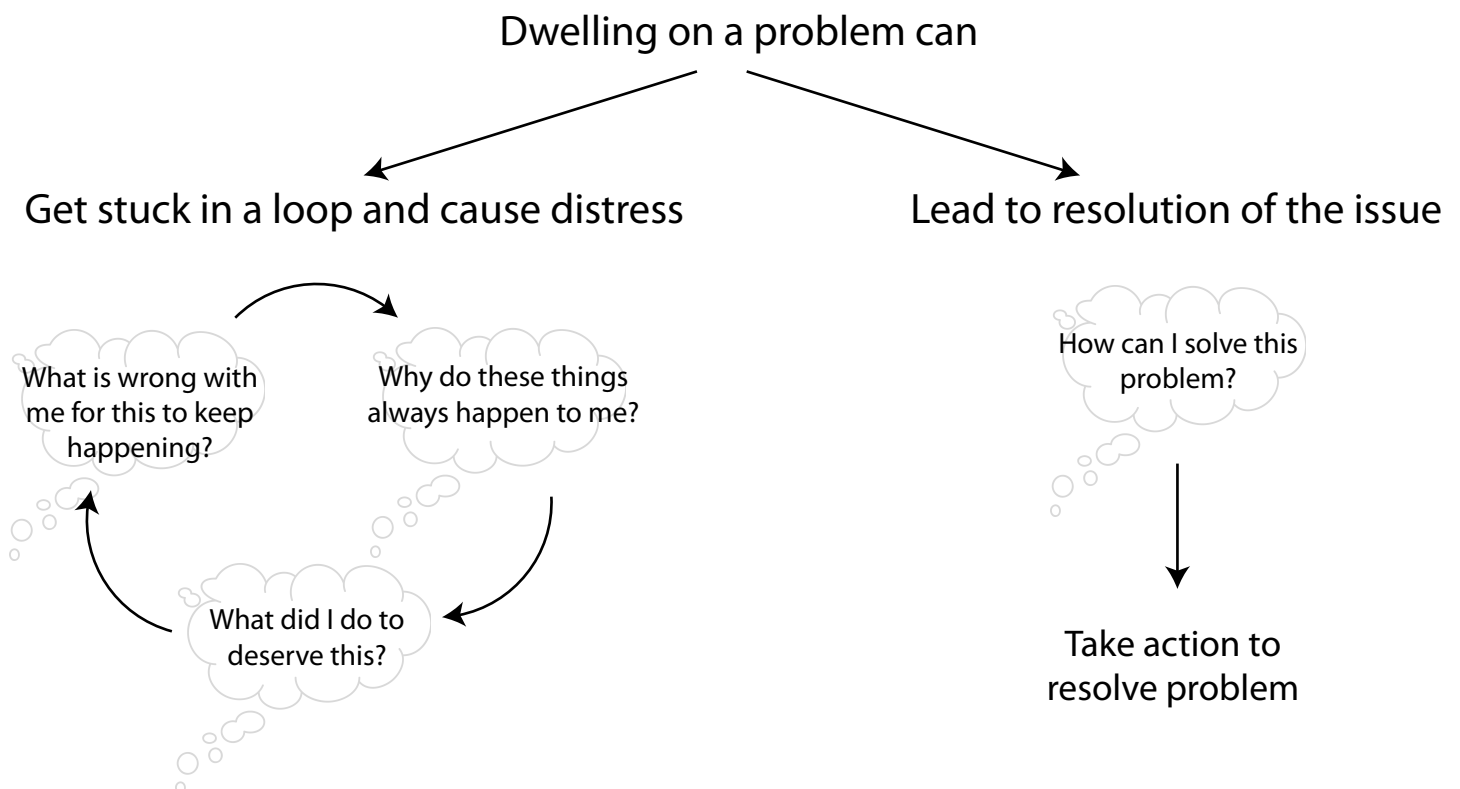 Dwelling on a problem can
Get stuck in a loop and cause distress
What is wrong with
me for this to keep
happening?
Why do these things
always happen to me?
What did I do to
deserve this?
Lead to resolution of the issue
How can I solve this
problem?
Take action to
resolve problem